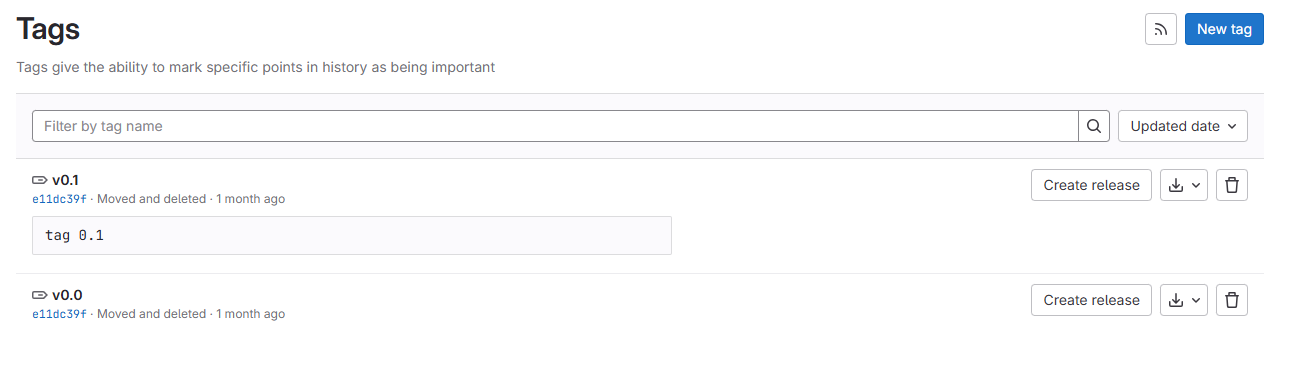 Tags
New tag
Tags give the ability to mark specific points in history as being important
Filter by tag name
Updated date
v0.1
e11dc39f · Moved and deleted · 1 month ago
Create release
tag 0.1
v0.0
e11dc39f · Moved and deleted · 1 month ago
Create release